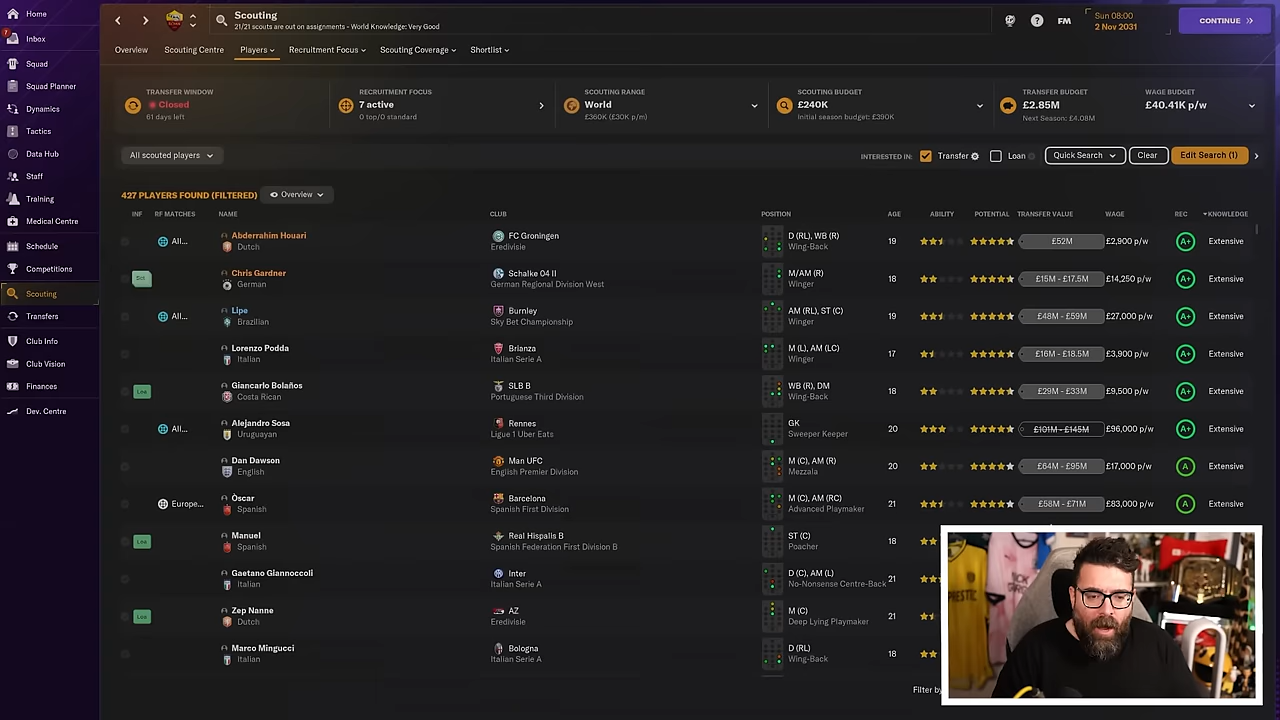 Home
Inbox
Squad
Squad Planner
Dynamics
Tactics
Data Hub
Staff
Training
Medical Centre
Schedule
Competitions
Scouting
Transfers
Club Info
Club Vision
Finances
Dev. Centre
Scouting
21/21 scouts are out on assignments - World Knowledge: Very Good
FM
Sun 08:00
2 Nov 2031
CONTINUE
Overview
Scouting Centre
Players
Recruitment Focus
Scouting Coverage
Shortlist
TRANSFER WINDOW
Closed
61 days left
RECRUITMENT FOCUS
7 active
0 top/0 standard
SCOUTING RANGE
World
£360K (£30K p/m)
SCOUTING BUDGET
£240K
Initial season budget: £390K
TRANSFER BUDGET
£2.85M
Next Season: £4.08M
WAGE BUDGET
£40.41K p/w
All scouted players
INTERESTED IN:
Transfer
Loan
Quick Search
Clear
Edit Search (1)
427 PLAYERS FOUND (FILTERED)
Overview
INF RF MATCHES NAME CLUB POSITION AGE ABILITY POTENTIAL TRANSFER VALUE WAGE REC KNOWLEDGE
All... Abderrahim Houari FC Groningen D (RL), WB (R) 19 £52M £2,900 p/w A+ Extensive
Dutch Eredivisie Wing-Back
Chris Gardner Schalke 04 II M/AM (R) 18 £15M - £17.5M £14,250 p/w A+ Extensive
German German Regional Division West Winger
All... Lipe Burnley AM (RL), ST (C) 19 £48M - £59M £27,000 p/w A+ Extensive
Brazilian Sky Bet Championship Winger
Lorenzo Podda Brianza M (L), AM (LC) 17 £16M - £18.5M £3,900 p/w A+ Extensive
Italian Italian Serie A Winger
Giancarlo Bolaños SLB B WB (R), DM 18 £29M - £33M £9,500 p/w A+ Extensive
Costa Rican Portuguese Third Division Wing-Back
All... Alejandro Sosa Rennes GK 20 £101M - £145M £96,000 p/w A+ Extensive
Uruguayan Ligue 1 Uber Eats Sweeper Keeper
Dan Dawson Man UFC M (C), AM (R) 20 £64M - £95M £17,000 p/w A Extensive
English English Premier Division Mezzala
Europe... Òscar Barcelona M (C), AM (RC) 21 £58M - £71M £83,000 p/w A Extensive
Spanish Spanish First Division Advanced Playmaker
Manuel Real Hispalis B ST (C) 18
Spanish Spanish Federation First Division B Poacher
Gaetano Giannoccoli Inter D (C), AM (L) 21
Italian Italian Serie A No-Nonsense Centre-Back
Zep Nanne AZ M (C) 21
Dutch Eredivisie Deep Lying Playmaker
Marco Mingucci Bologna D (RL) 18
Italian Italian Serie A Wing-Back
Filter by